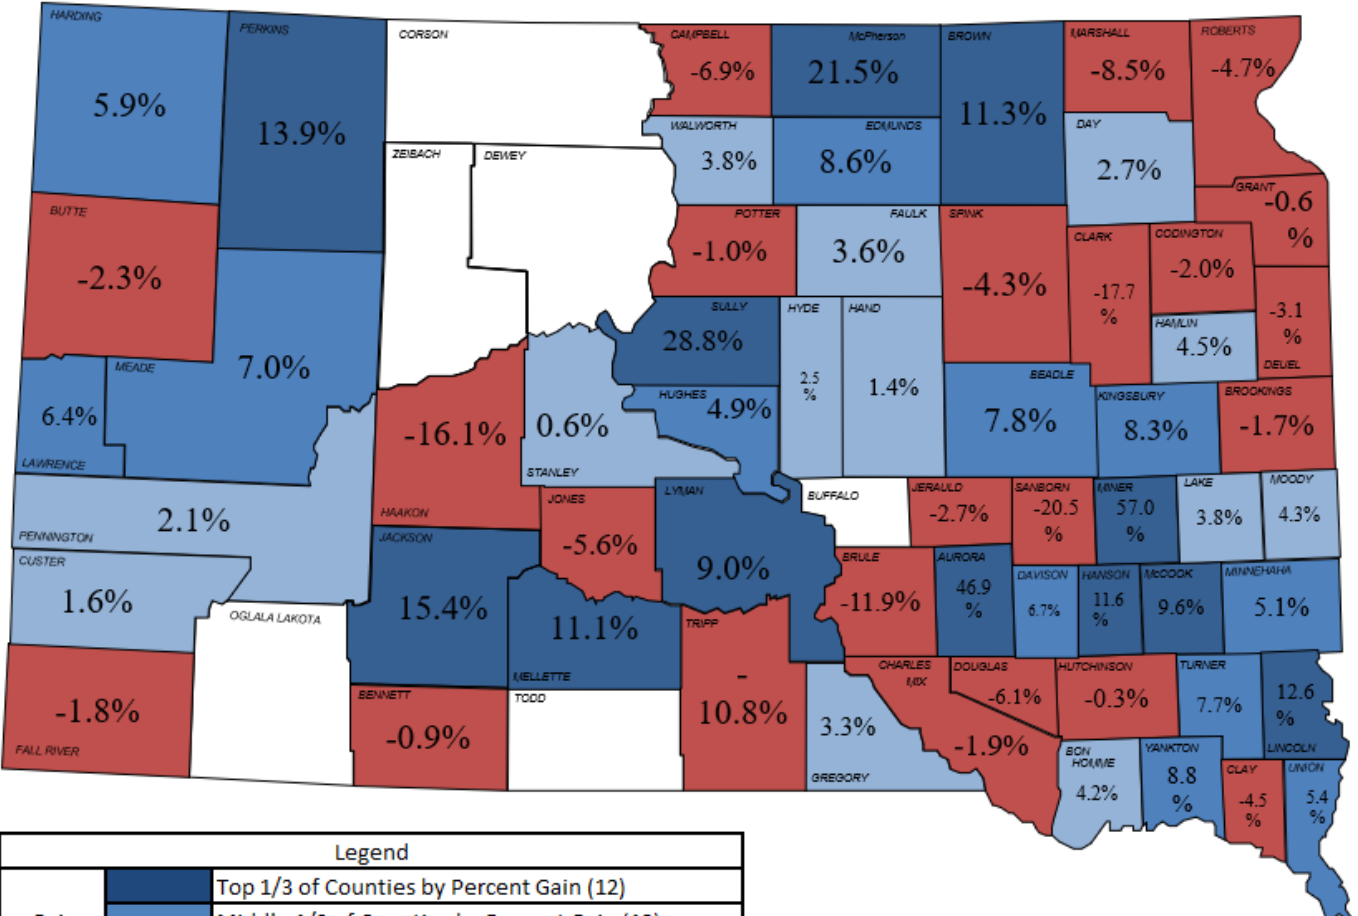 HARDING
5.9%
PERKINS
13.9%
CORSON
CAMPBELL
-6.9%
McPherson
21.5%
BROWN
11.3%
MARSHALL
-8.5%
ROBERTS
-4.7%
WALWORTH
3.8%
EDMUNDS
8.6%
DAY
2.7%
ZEIBACH
DEWEY
BUTTE
-2.3%
POTTER
-1.0%
FAULK
3.6%
SPINK
-4.3%
CLARK
-17.7
%
CODINGTON
-2.0%
GRANT
-0.6
%
MEADE
7.0%
SULLY
28.8%
HYDE
2.5
%
HAND
1.4%
HAMLIN
4.5%
-3.1
%
DEUEL
6.4%
LAWRENCE
-16.1%
HAAKON
0.6%
STANLEY
HUGHES
4.9%
BEADLE
7.8%
KINGSBURY
8.3%
BROOKINGS
-1.7%
2.1%
PENNINGTON
JONES
-5.6%
LYMAN
9.0%
BUFFALO
JERAULD
-2.7%
SANBORN
-20.5
%
MINER
57.0
%
LAKE
3.8%
MOODY
4.3%
CUSTER
1.6%
OGLALA LAKOTA
JACKSON
15.4%
11.1%
MELLETTE
TRIPP
-
10.8%
BRULE
-11.9%
AURORA
46.9
%
DAVISON
6.7%
HANSON
11.6
%
McCOOK
9.6%
MINNEHAHA
5.1%
-1.8%
FALL RIVER
BENNETT
-0.9%
TODD
3.3%
GREGORY
CHARLES
MIX
-1.9%
DOUGLAS
-6.1%
HUTCHINSON
-0.3%
TURNER
7.7%
12.6
%
LINCOLN
BON
HOMME
4.2%
YANKTON
8.8
%
CLAY
-4.5
%
UNION
5.4
%
Legend
Top 1/3 of Counties by Percent Gain (12)